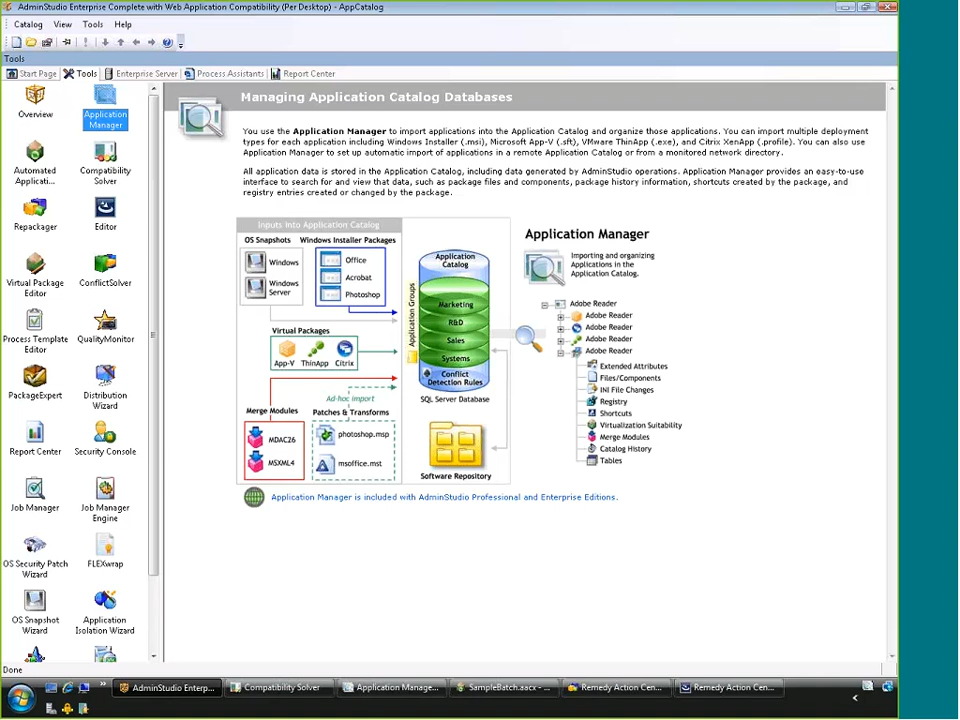 AdminStudio Enterprise Complete with Web Application Compatibility (Per Desktop) - AppCatalog
Catalog View Tools Help
Tools
Start Page Tools Enterprise Server Process Assistants Report Center
Overview
Application Manager
Automated Applicati...
Compatibility Solver
Repackager
Editor
Virtual Package Editor
ConflictSolver
Process Template Editor
QualityMonitor
PackageExpert
Distribution Wizard
Report Center
Security Console
Job Manager
Job Manager Engine
OS Security Patch Wizard
FLEXwrap
OS Snapshot Wizard
Application Isolation Wizard
Managing Application Catalog Databases
You use the Application Manager to import applications into the Application Catalog and organize those applications. You can import multiple deployment
types for each application including Windows Installer (.msi), Microsoft App-V (.sft), VMware ThinApp (.exe), and Citrix XenApp (.profile). You can also use
Application Manager to set up automatic import of applications in a remote Application Catalog or from a monitored network directory.
All application data is stored in the Application Catalog, including data generated by AdminStudio operations. Application Manager provides an easy-to-use
interface to search for and view that data, such as package files and components, package history information, shortcuts created by the package, and
registry entries created or changed by the package.
Inputs Into Application Catalog
OS Snapshots Windows Installer Packages
Windows
Windows Server
Office
Acrobat
Photoshop
Virtual Packages
App-V ThinApp Citrix
Ad-hoc import
Merge Modules
MDAC26
MSXML4
Patches & Transforms
photoshop.msp
msoffice.mst
Application Groups
Application Catalog
Marketing
R&D
Sales
Systems
Conflict Detection Rules
SQL Server Database
Software Repository
Application Manager
Importing and organizing
Applications in the
Application Catalog.
Adobe Reader
Adobe Reader
Adobe Reader
Adobe Reader
Adobe Reader
Extended Attributes
Files/Components
INI File Changes
Registry
Shortcuts
Virtualization Suitability
Merge Modules
Catalog History
Tables
Application Manager is included with AdminStudio Professional and Enterprise Editions.
Done
AdminStudio Enterp... Compatibility Solver Application Manage... SampleBatch.aacx - ... Remedy Action Cen... Remedy Action Cen...